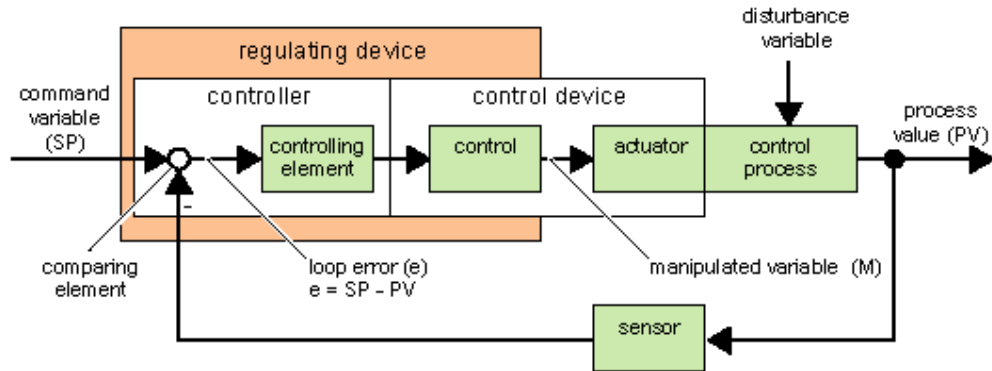 disturbance
variable
regulating device
command
variable
(SP)
controller
control device
process
value (PV)
controlling
element
control
actuator
control
process
-
comparing
element
loop error (e)
e = SP – PV
manipulated variable (M)
sensor